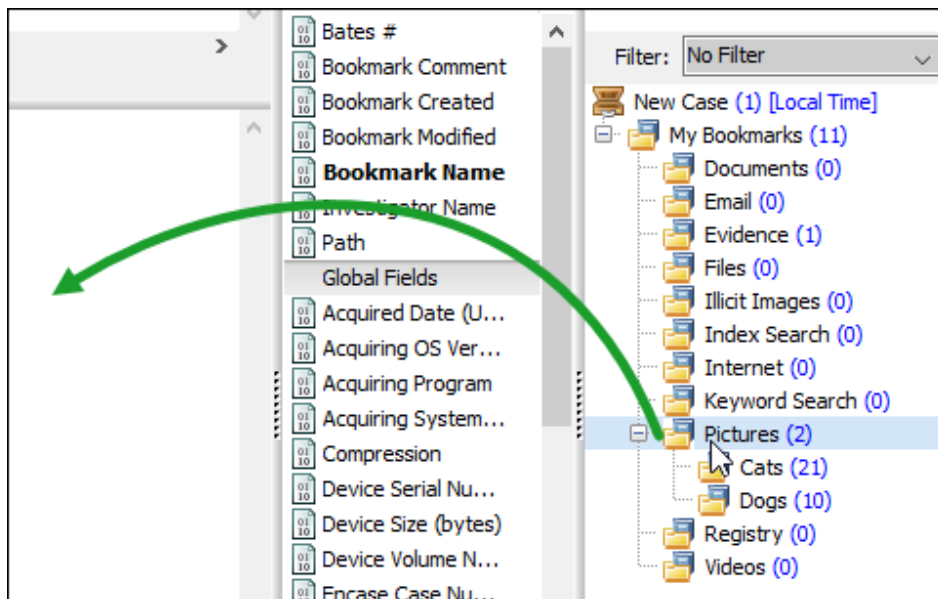 Bates #
Bookmark Comment
Bookmark Created
Bookmark Modified
Bookmark Name
Investigator Name
Path
Global Fields
Acquired Date (U...
Acquiring OS Ver...
Acquiring Program
Acquiring System...
Compression
Device Serial Nu...
Device Size (bytes)
Device Volume N...
Encase Case Nu...
Filter: No Filter
New Case (1) [Local Time]
My Bookmarks (11)
Documents (0)
Email (0)
Evidence (1)
Files (0)
Illicit Images (0)
Index Search (0)
Internet (0)
Keyword Search (0)
Pictures (2)
Cats (21)
Dogs (10)
Registry (0)
Videos (0)